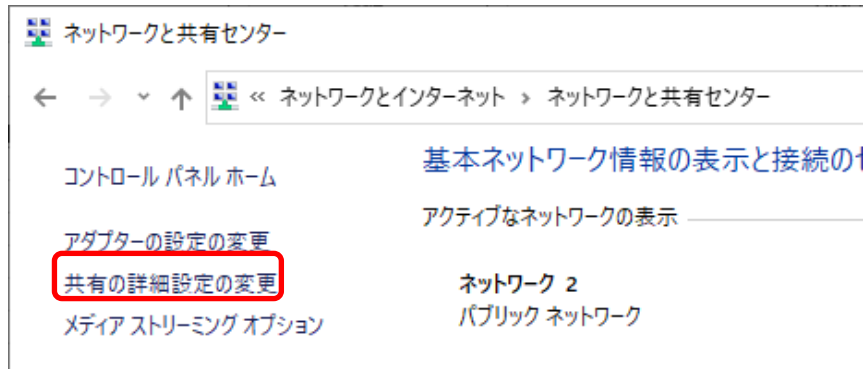 ネットワークと共有センター
« ネットワークとインターネット › ネットワークと共有センター
コントロール パネル ホーム
アダプターの設定の変更
共有の詳細設定の変更
メディア ストリーミング オプション
基本ネットワーク情報の表示と接続の
アクティブなネットワークの表示
ネットワーク 2
パブリック ネットワーク